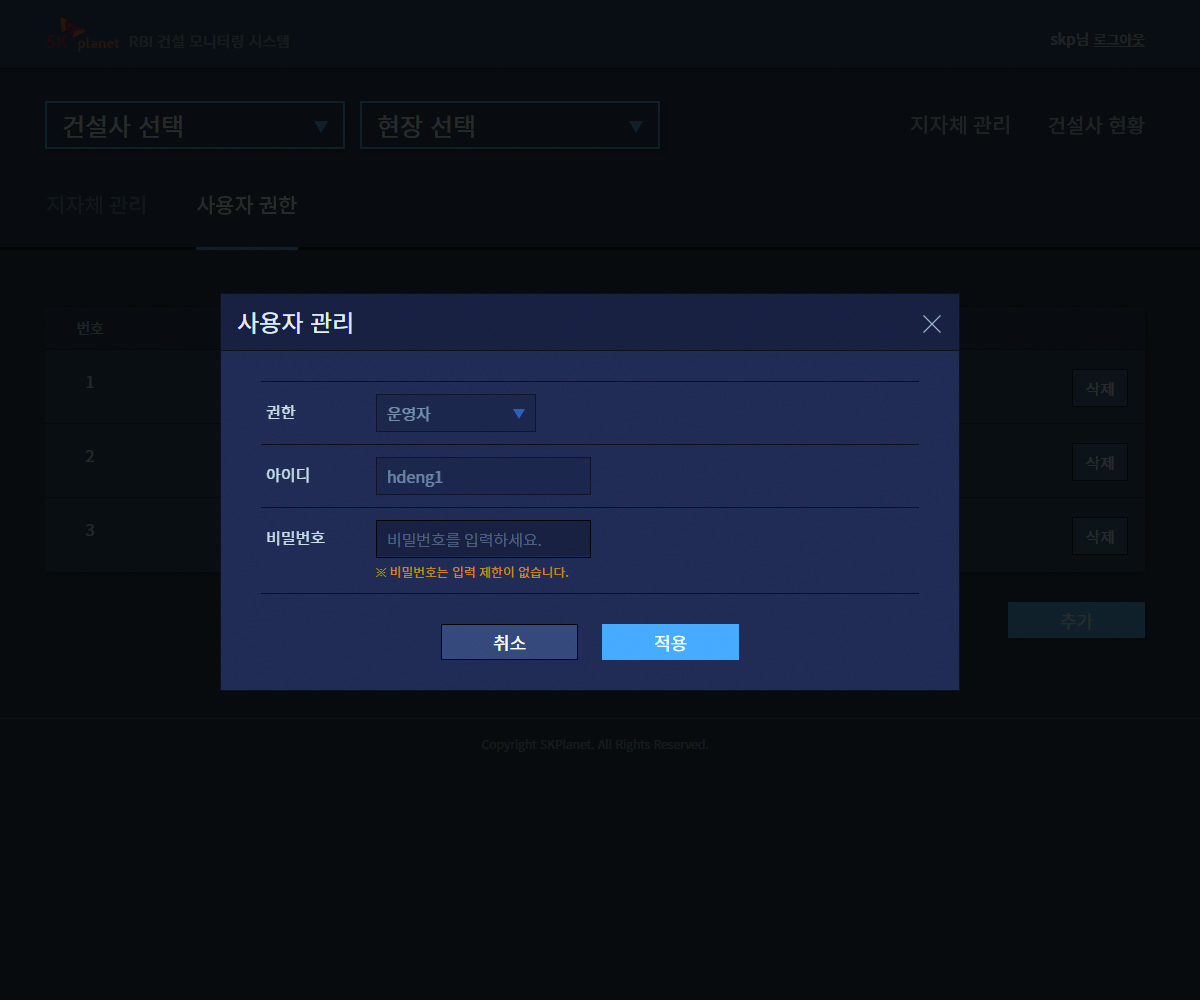 SK planet RBI 건설 모니터링 시스템
skp님 로그아웃
건설사 선택 ▼
현장 선택 ▼
지자체 관리
건설사 현황
지자체 관리
사용자 권한
번호
1
삭제
2
삭제
3
삭제
추가
사용자 관리
권한
운영자 ▼
아이디
hdeng1
비밀번호
비밀번호를 입력하세요.
※ 비밀번호는 입력 제한이 없습니다.
취소
적용
Copyright SKPlanet. All Rights Reserved.